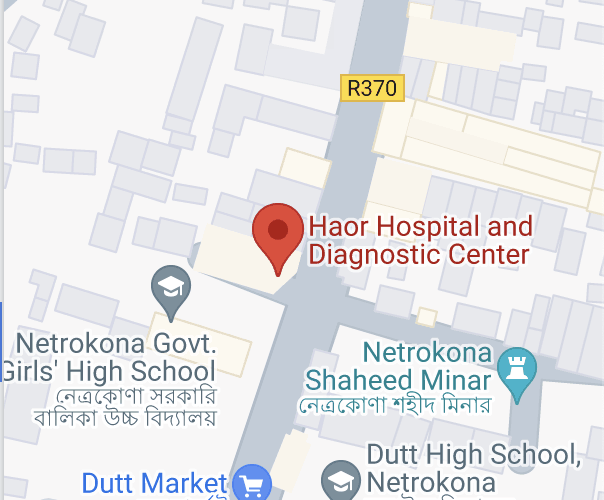 R370
Haor Hospital and
Diagnostic Center
Netrokona Govt.
Girls' High School
নেত্রকোণা সরকারি
বালিকা উচ্চ বিদ্যালয়
Netrokona
Shaheed Minar
নেত্রকোণা শহীদ মিনার
Dutt High School,
Netrokona
Dutt Market